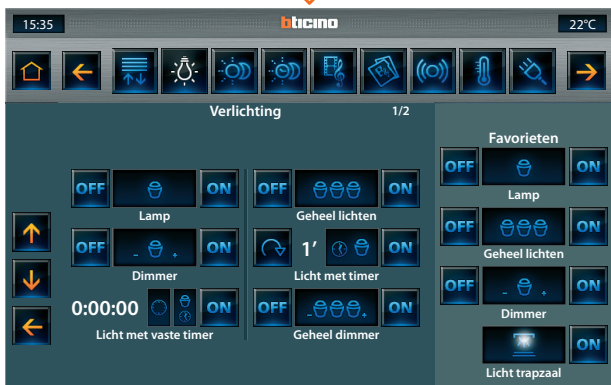 15:35 bticino 22°C
Verlichting 1/2
OFF ON
Lamp
OFF ON
Geheel lichten
OFF - + ON
Dimmer
1’ ON
Licht met timer
0:00:00 ON
Licht met vaste timer
OFF - + ON
Geheel dimmer
Favorieten
OFF ON
Lamp
OFF ON
Geheel lichten
OFF - + ON
Dimmer
ON
Licht trapzaal